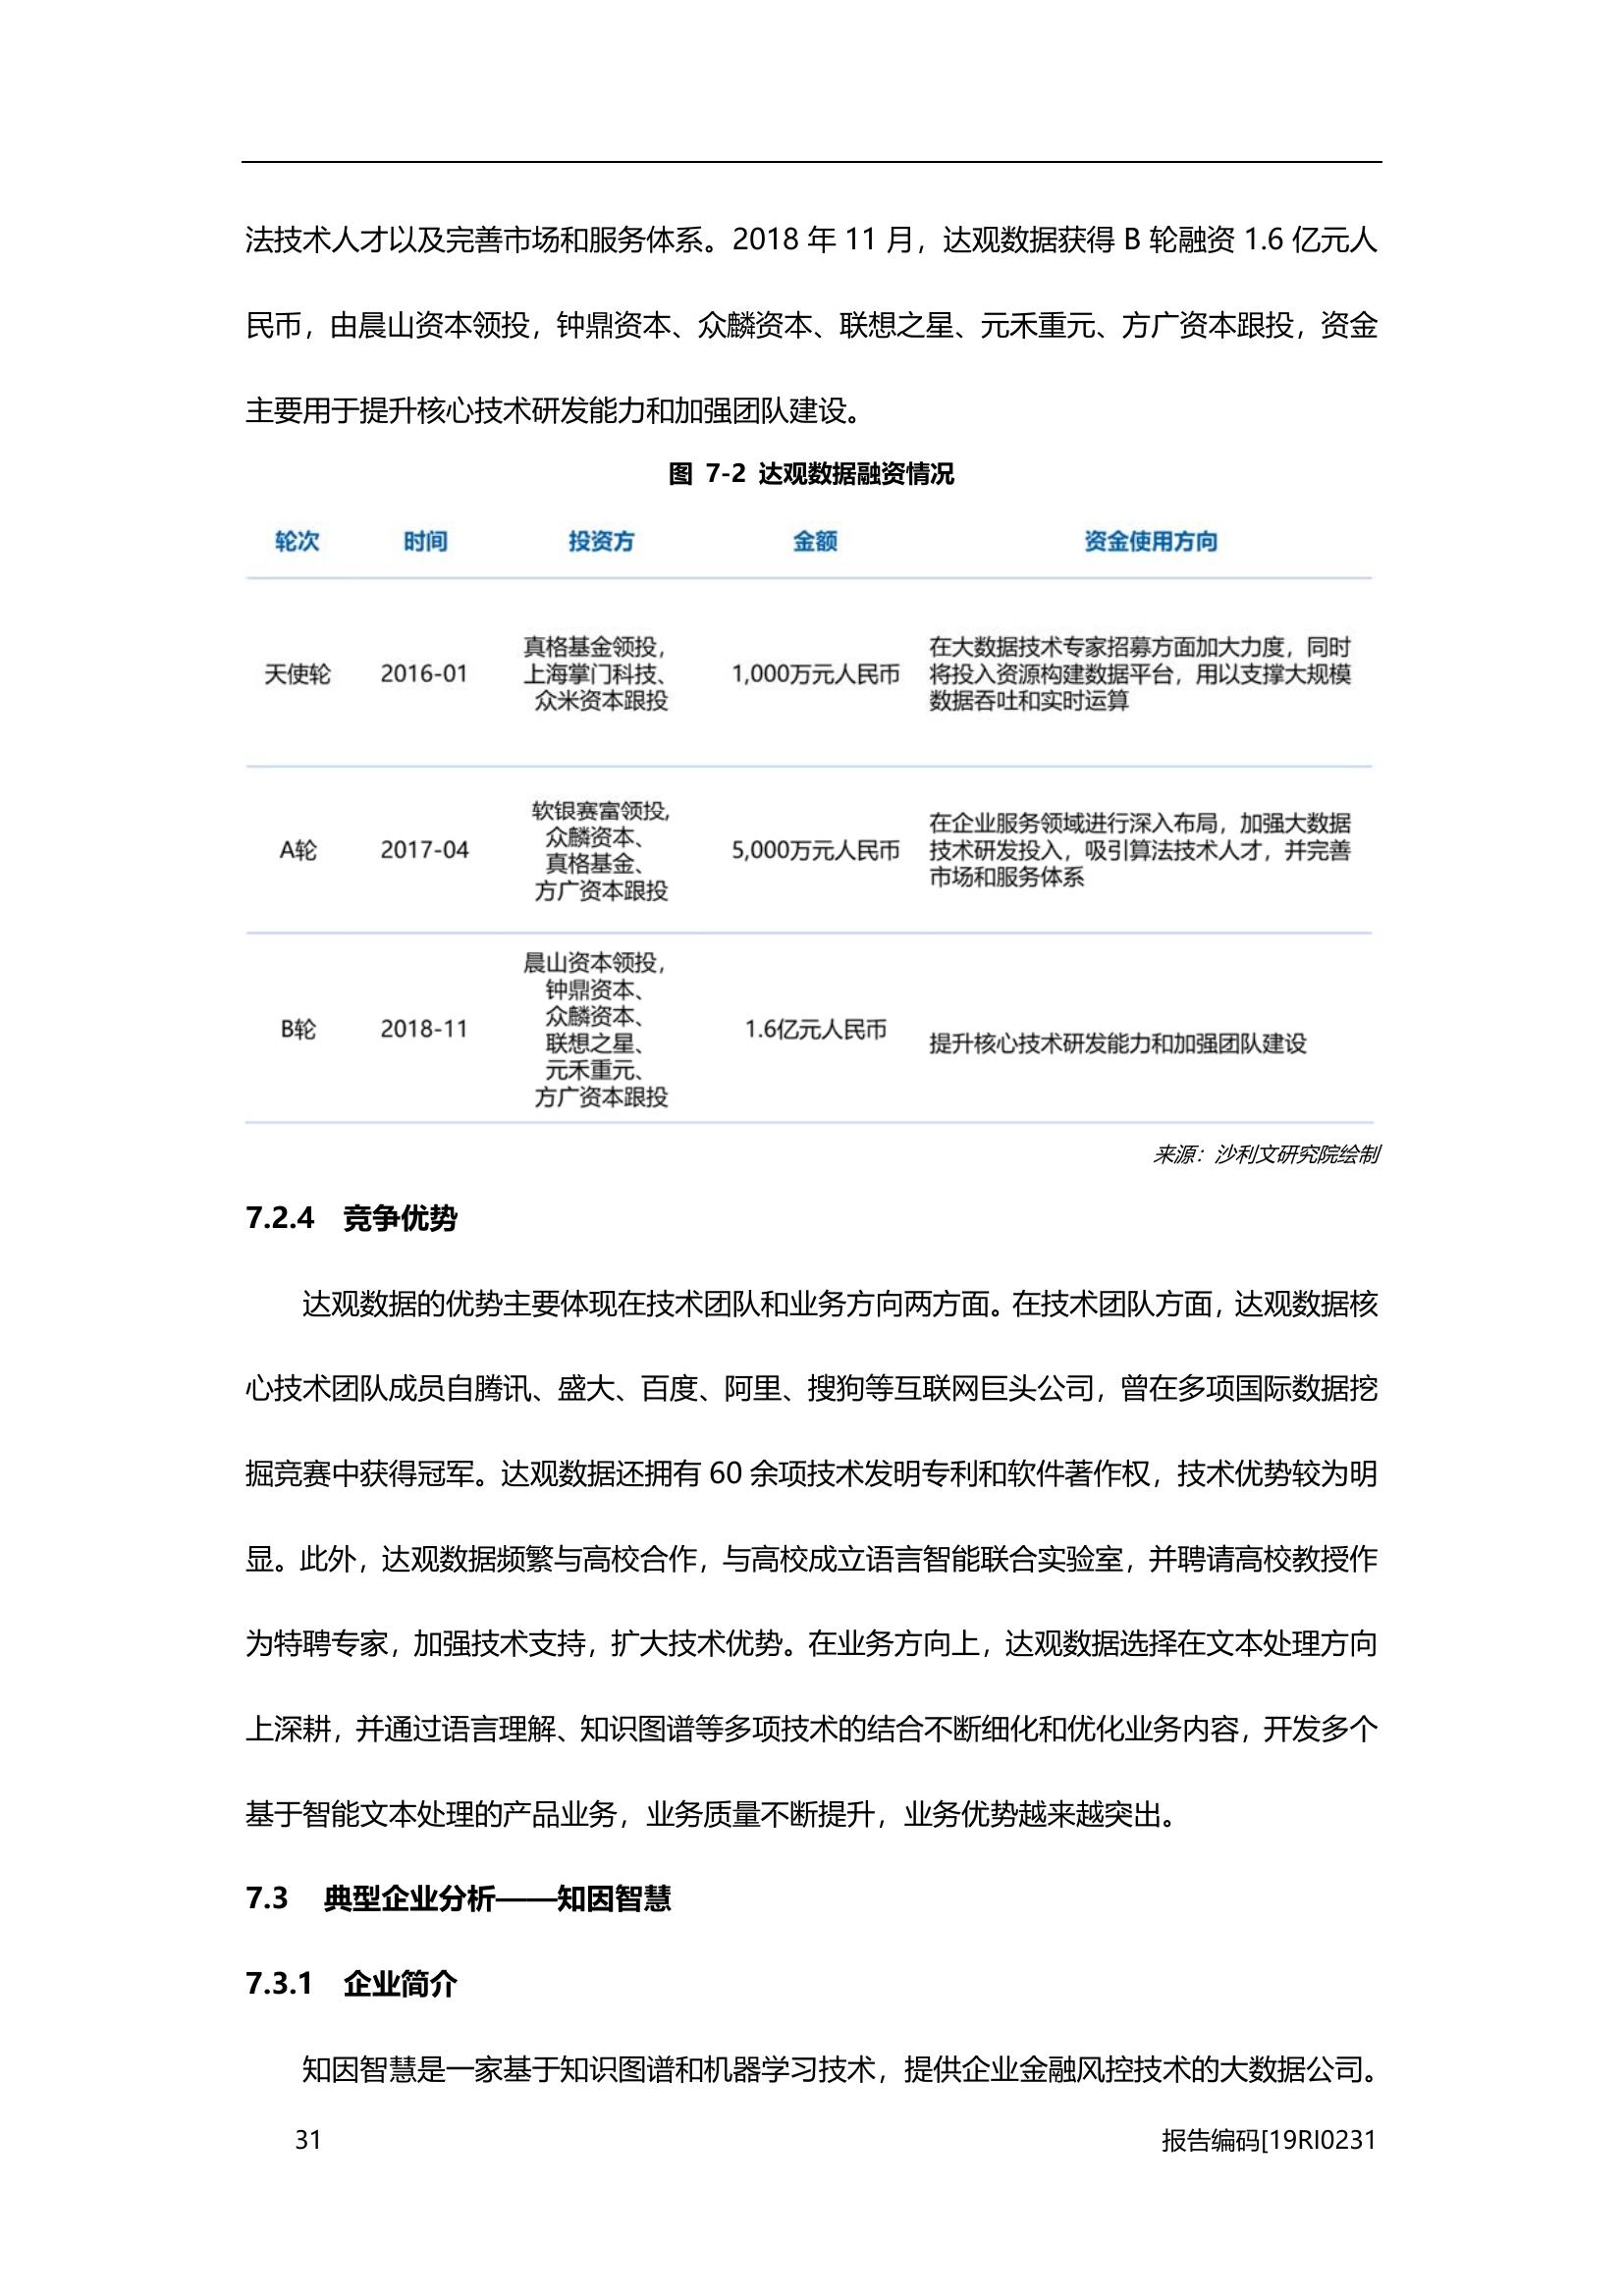 法技术人才以及完善市场和服务体系。2018 年 11 月，达观数据获得 B 轮融资 1.6 亿元人
民币，由晨山资本领投，钟鼎资本、众麟资本、联想之星、元禾重元、方广资本跟投，资金
主要用于提升核心技术研发能力和加强团队建设。
图 7-2 达观数据融资情况
轮次 时间 投资方 金额 资金使用方向
真格基金领投，
上海掌门科技、
众米资本跟投
天使轮 2016-01 1,000万元人民币
在大数据技术专家招募方面加大力度，同时
将投入资源构建数据平台，用以支撑大规模
数据吞吐和实时运算
软银赛富领投,
众麟资本、
真格基金、
方广资本跟投
A轮 2017-04 5,000万元人民币
在企业服务领域进行深入布局，加强大数据
技术研发投入，吸引算法技术人才，并完善
市场和服务体系
晨山资本领投，
钟鼎资本、
众麟资本、
联想之星、
元禾重元、
方广资本跟投
B轮 2018-11 1.6亿元人民币
提升核心技术研发能力和加强团队建设
来源：沙利文研究院绘制
7.2.4 竞争优势
达观数据的优势主要体现在技术团队和业务方向两方面。在技术团队方面，达观数据核
心技术团队成员自腾讯、盛大、百度、阿里、搜狗等互联网巨头公司，曾在多项国际数据挖
掘竞赛中获得冠军。达观数据还拥有 60 余项技术发明专利和软件著作权，技术优势较为明
显。此外，达观数据频繁与高校合作，与高校成立语言智能联合实验室，并聘请高校教授作
为特聘专家，加强技术支持，扩大技术优势。在业务方向上，达观数据选择在文本处理方向
上深耕，并通过语言理解、知识图谱等多项技术的结合不断细化和优化业务内容，开发多个
基于智能文本处理的产品业务，业务质量不断提升，业务优势越来越突出。
7.3 典型企业分析——知因智慧
7.3.1 企业简介
知因智慧是一家基于知识图谱和机器学习技术，提供企业金融风控技术的大数据公司。
31 报告编码[19RI0231